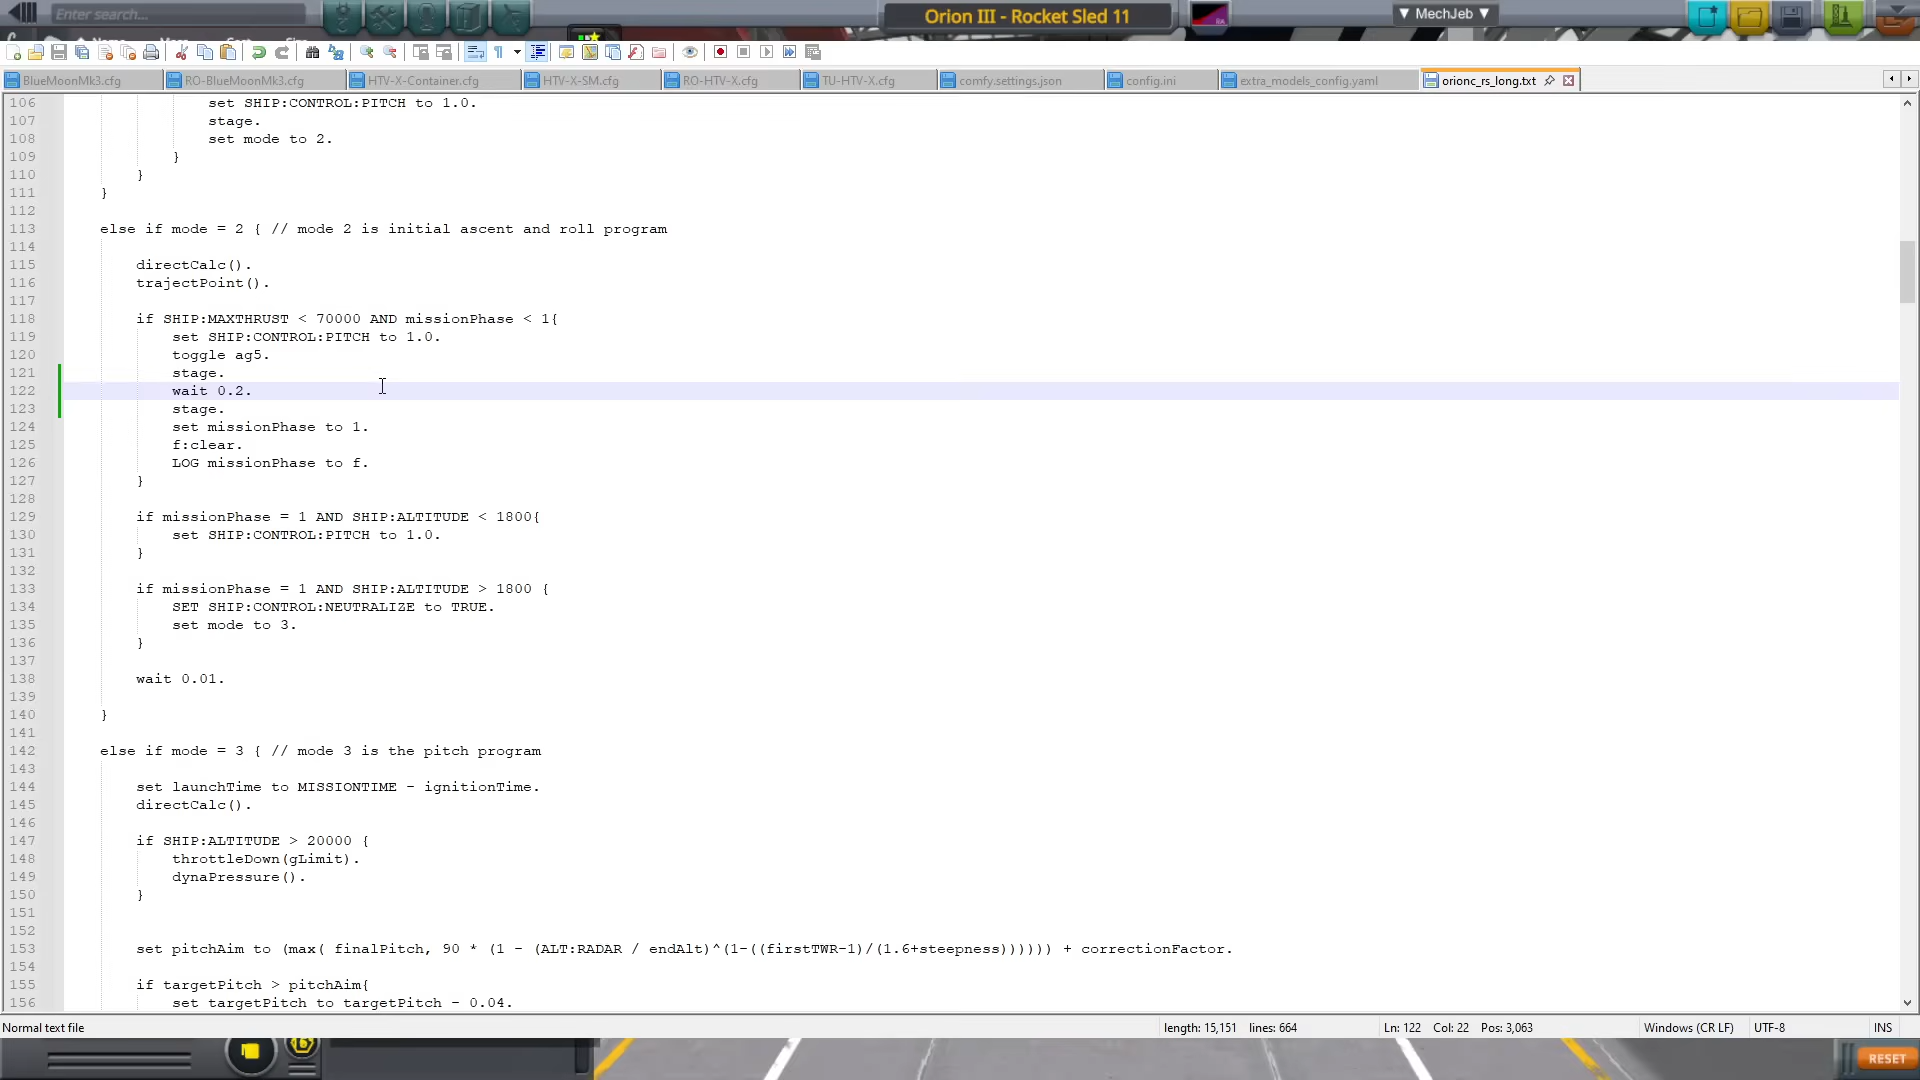 Enter search...
Orion III - Rocket Sled 11
▼ MechJeb ▼
BlueMoonMk3.cfg
RO-BlueMoonMk3.cfg
HTV-X-Container.cfg
HTV-X-SM.cfg
RO-HTV-X.cfg
TU-HTV-X.cfg
comfy.settings.json
config.ini
extra_models_config.yaml
orionc_rs_long.txt
106 set SHIP:CONTROL:PITCH to 1.0.
107 stage.
108 set mode to 2.
109 }
110 }
111 }
112
113 else if mode = 2 { // mode 2 is initial ascent and roll program
114
115 directCalc().
116 trajectPoint().
117
118 if SHIP:MAXTHRUST < 70000 AND missionPhase < 1{
119 set SHIP:CONTROL:PITCH to 1.0.
120 toggle ag5.
121 stage.
122 wait 0.2.
123 stage.
124 set missionPhase to 1.
125 f:clear.
126 LOG missionPhase to f.
127 }
128
129 if missionPhase = 1 AND SHIP:ALTITUDE < 1800{
130 set SHIP:CONTROL:PITCH to 1.0.
131 }
132
133 if missionPhase = 1 AND SHIP:ALTITUDE > 1800 {
134 SET SHIP:CONTROL:NEUTRALIZE to TRUE.
135 set mode to 3.
136 }
137
138 wait 0.01.
139
140 }
141
142 else if mode = 3 { // mode 3 is the pitch program
143
144 set launchTime to MISSIONTIME - ignitionTime.
145 directCalc().
146
147 if SHIP:ALTITUDE > 20000 {
148 throttleDown(gLimit).
149 dynaPressure().
150 }
151
152
153 set pitchAim to (max( finalPitch, 90 * (1 - (ALT:RADAR / endAlt)^(1-((firstTWR-1)/(1.6+steepness)))))) + correctionFactor.
154
155 if targetPitch > pitchAim{
156 set targetPitch to targetPitch - 0.04.
Normal text file
length: 15,151 lines: 664
Ln: 122 Col: 22 Pos: 3,063
Windows (CR LF)
UTF-8
INS
RESET